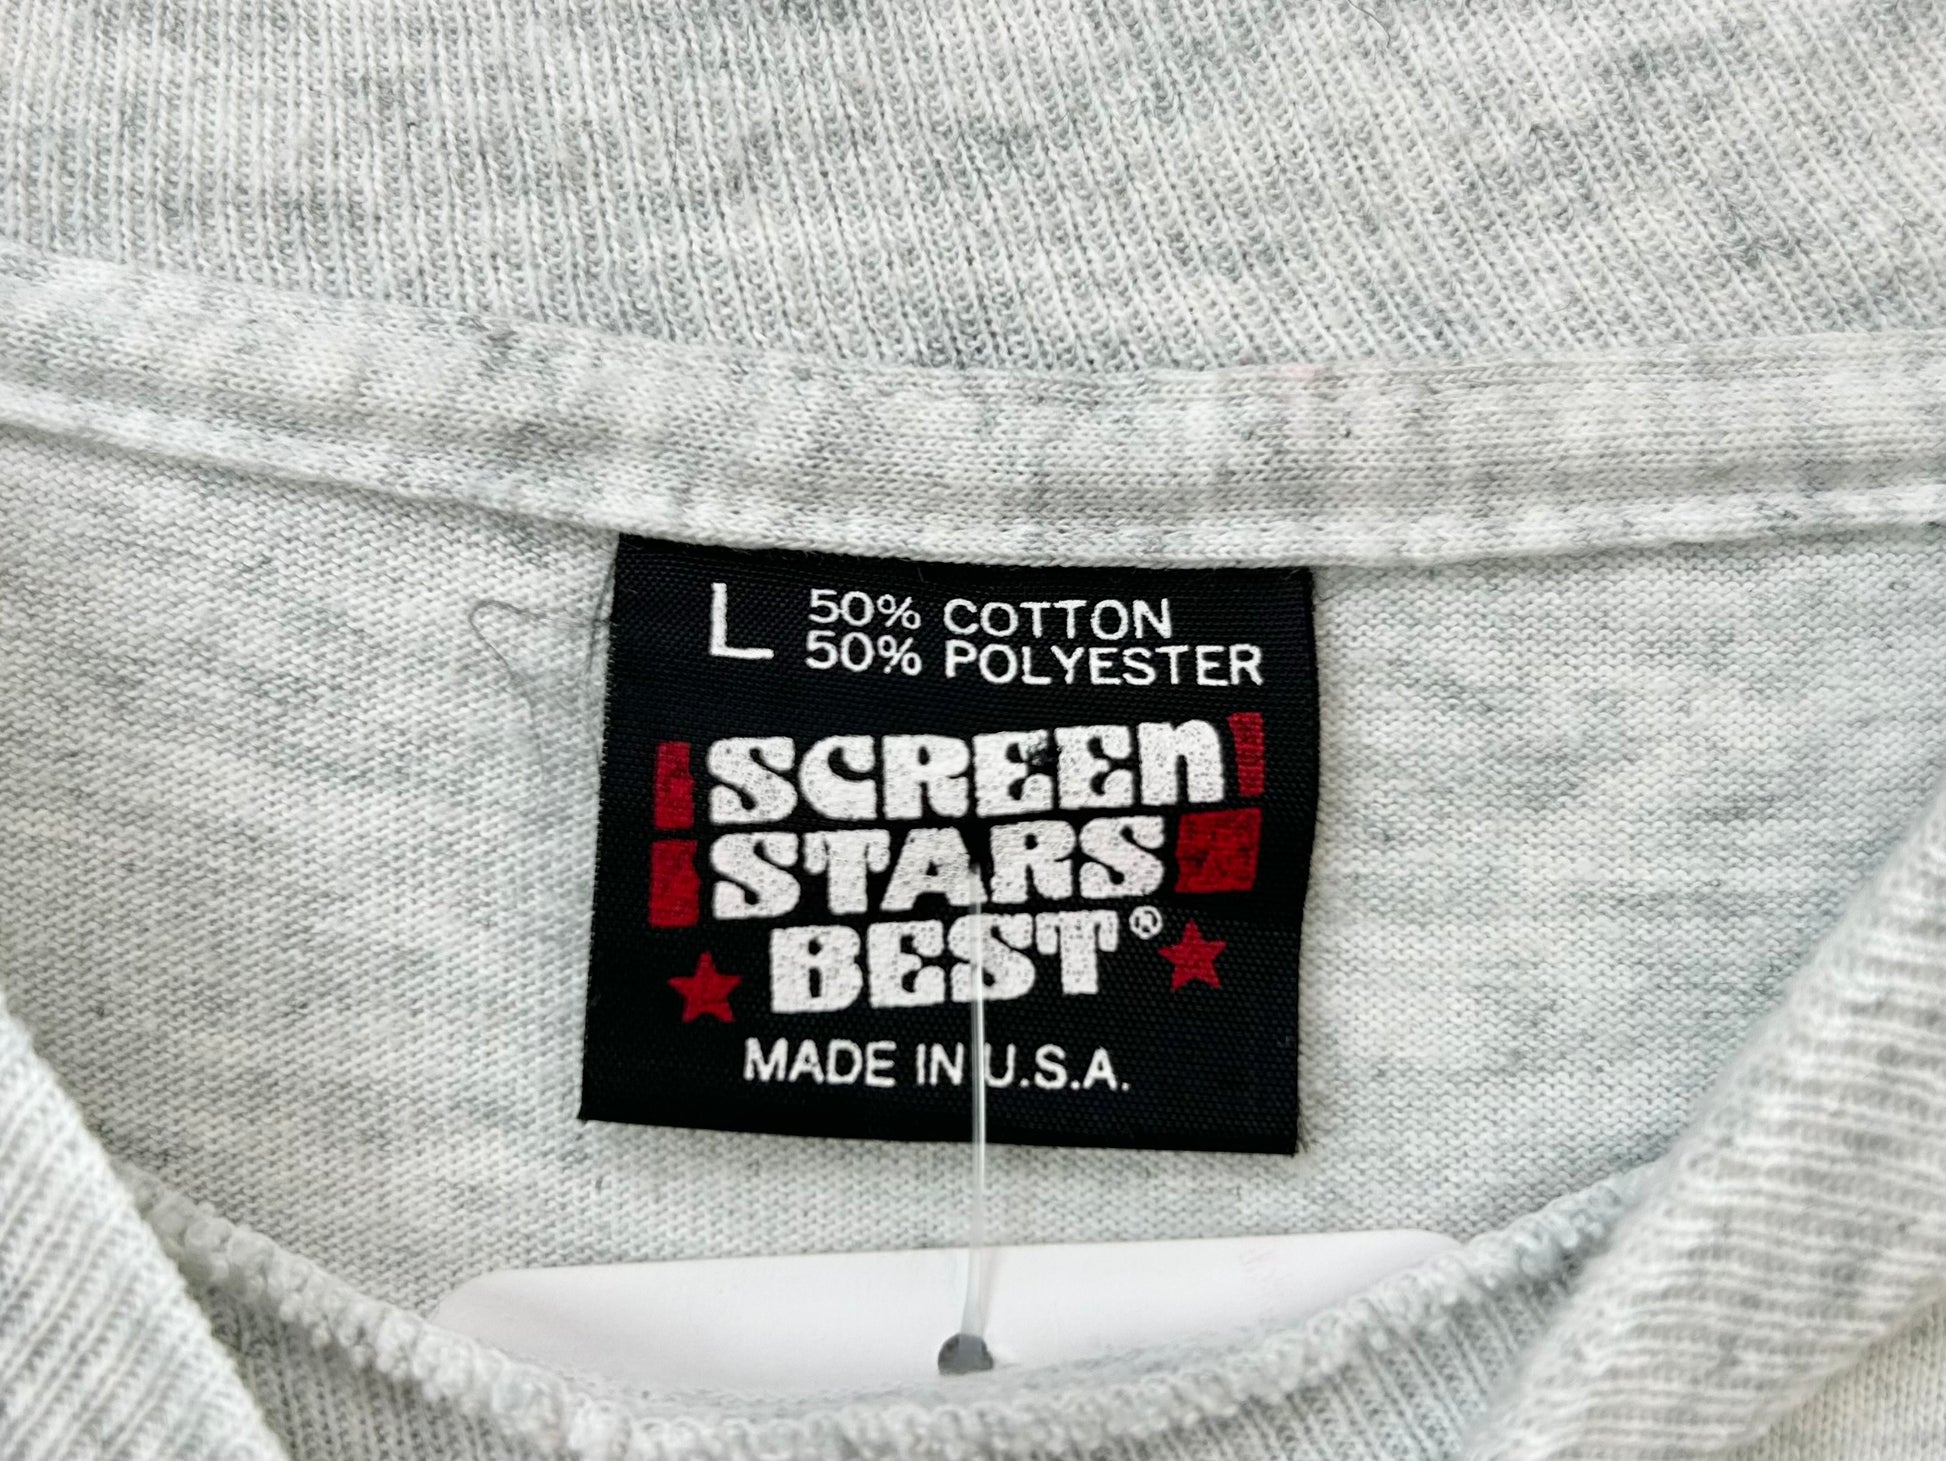 L 50% COTTON
50% POLYESTER
SCREEN
STARS
BEST®
MADE IN U.S.A.